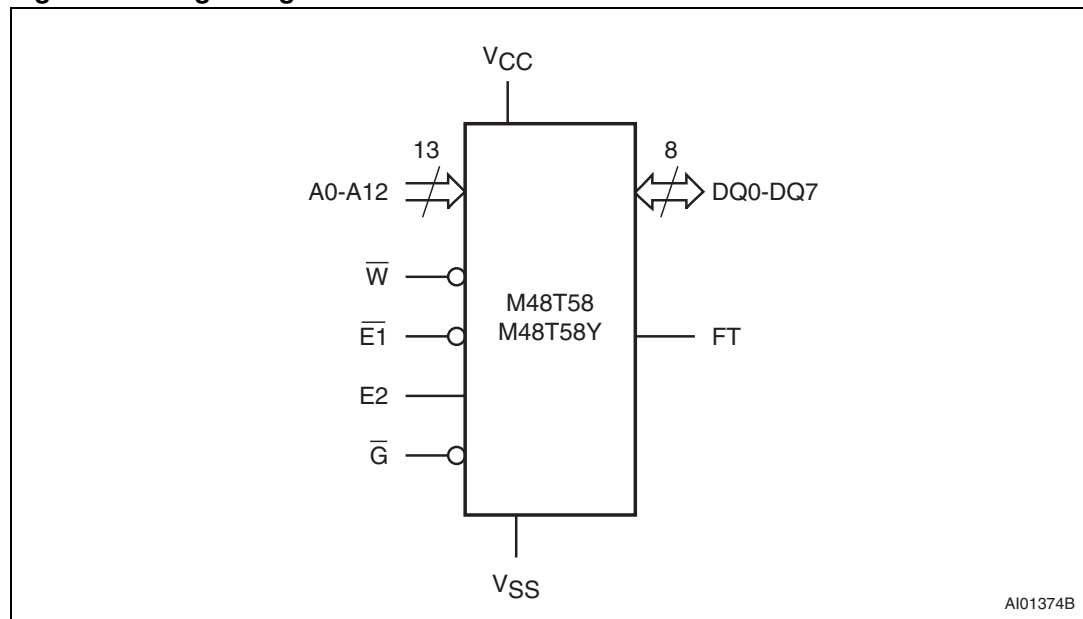 VCC
13
8
A0-A12
DQ0-DQ7
W
M48T58
M48T58Y
E1
FT
E2
G
VSS
AI01374B